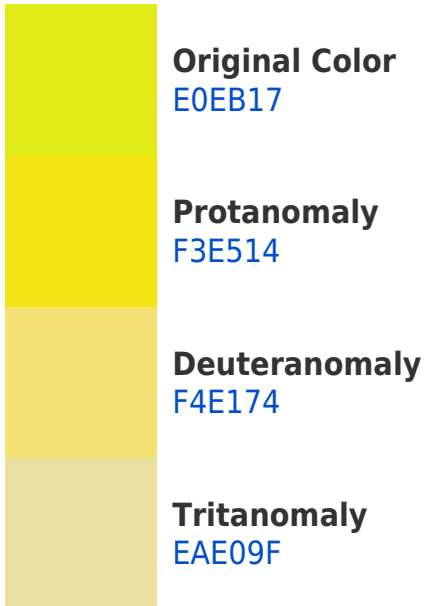 Original Color
E0EB17
Protanomaly
F3E514
Deuteranomaly
F4E174
Tritanomaly
EAE09F